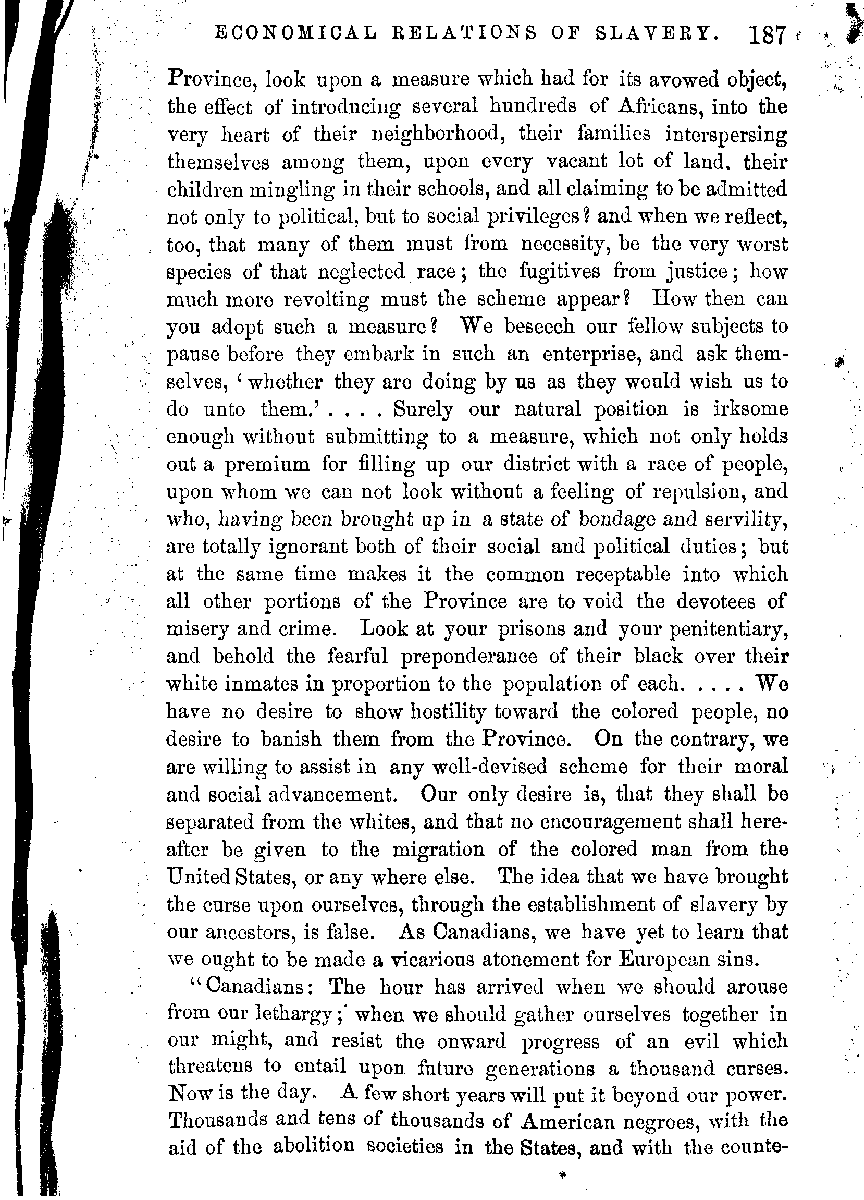 ECONOMICAL RELATIONS OF SLAVERY. 187
Province, look upon a measure which had for its avowed object,
the effect of introducing several hundreds of Africans, into the
very heart of their neighborhood, their families interspersing
themselves among them, upon every vacant lot of land, their
children mingling in their schools, and all claiming to be admitted
not only to political, but to social privileges? and when we reflect,
too, that many of them must from necessity, be the very worst
species of that neglected race; the fugitives from justice; how
much more revolting must the scheme appear? How then can
you adopt such a measure? We beseech our fellow subjects to
pause before they embark in such an enterprise, and ask them-
selves, ‘whether they are doing by us as they would wish us to
do unto them.’ . . . . Surely our natural position is irksome
enough without submitting to a measure, which not only holds
out a premium for filling up our district with a race of people,
upon whom we can not look without a feeling of repulsion, and
who, having been brought up in a state of bondage and servility,
are totally ignorant both of their social and political duties; but
at the same time makes it the common receptable into which
all other portions of the Province are to void the devotees of
misery and crime. Look at your prisons and your penitentiary,
and behold the fearful preponderance of their black over their
white inmates in proportion to the population of each. . . . . We
have no desire to show hostility toward the colored people, no
desire to banish them from the Province. On the contrary, we
are willing to assist in any well-devised scheme for their moral
and social advancement. Our only desire is, that they shall be
separated from the whites, and that no encouragement shall here-
after be given to the migration of the colored man from the
United States, or any where else. The idea that we have brought
the curse upon ourselves, through the establishment of slavery by
our ancestors, is false. As Canadians, we have yet to learn that
we ought to be made a vicarious atonement for European sins.
“Canadians: The hour has arrived when we should arouse
from our lethargy; when we should gather ourselves together in
our might, and resist the onward progress of an evil which
threatens to entail upon future generations a thousand curses.
Now is the day. A few short years will put it beyond our power.
Thousands and tens of thousands of American negroes, with the
aid of the abolition societies in the States, and with the counte-